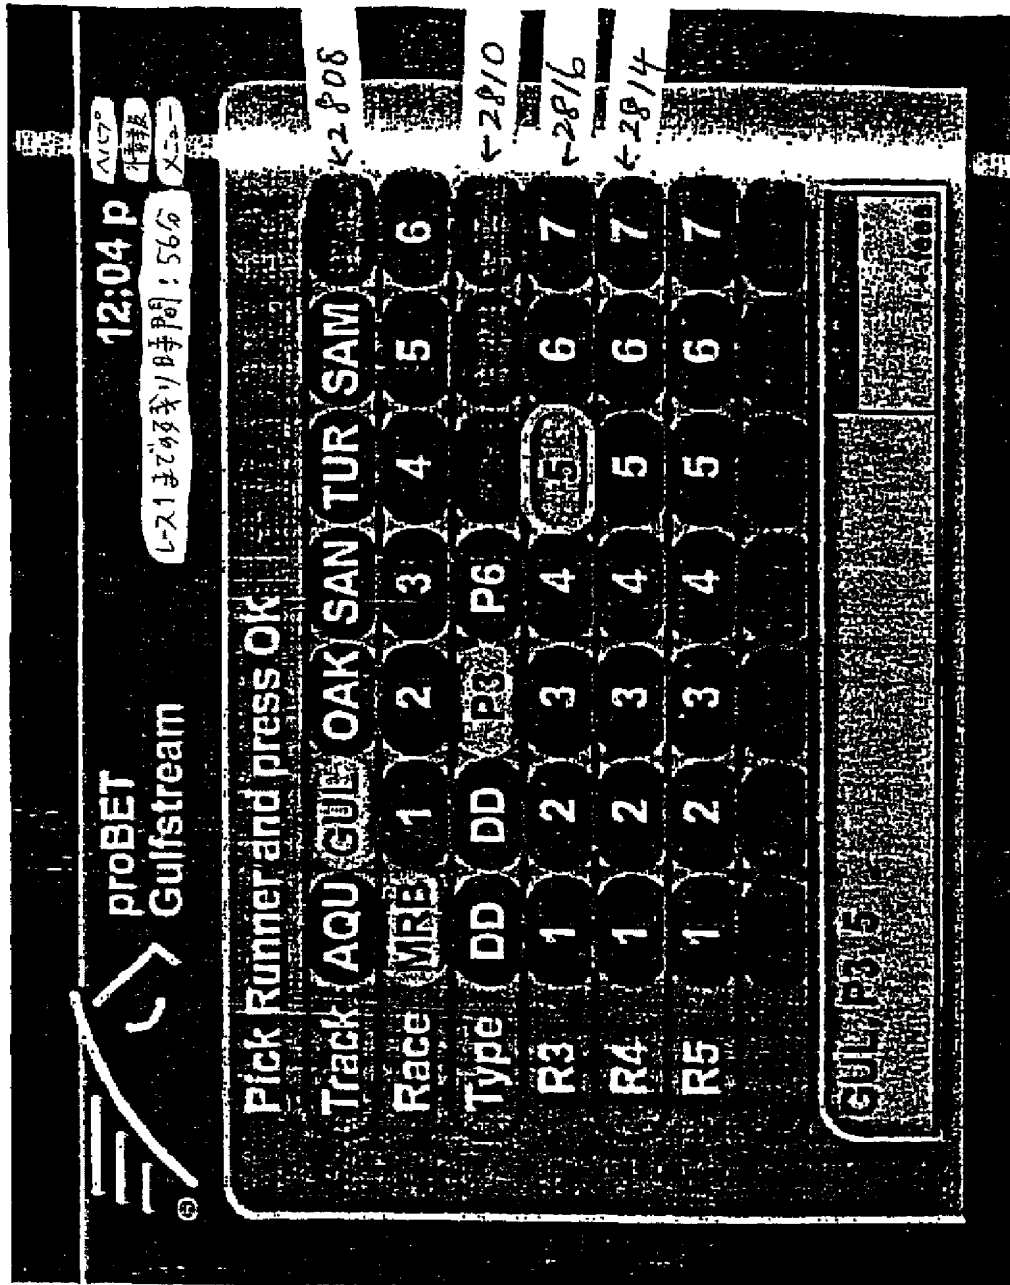 proBET 12:04 p ヘルプ
Gulfstream レース1までの残り時間:56分 情報
メニュー
Pick Runner and press OK
Track AQU GUL OAK SAN TUR SAM ←2808
Race MRB 1 2 3 4 5 6
Type DD DD P3 P6 ←2810
R3 1 2 3 4 5 6 7 ←2816
R4 1 2 3 4 5 6 7 ←2814
R5 1 2 3 4 5 6 7
GUL/P3/5